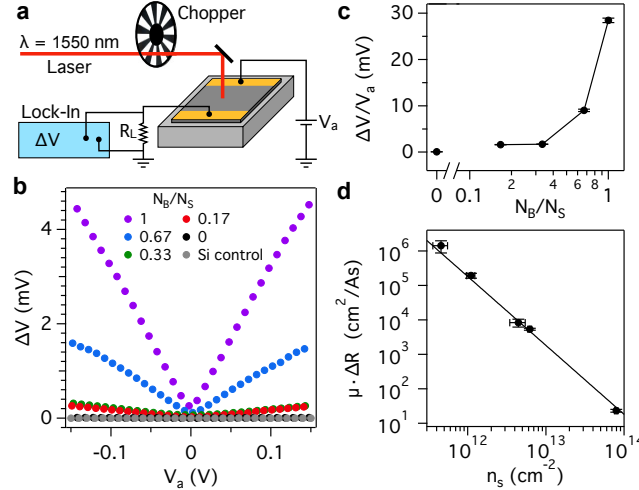 a
Chopper
λ = 1550 nm
Laser
Lock-In
ΔV
R_L
V_a
b
N_B/N_S
1
0.67
0.33
0.17
0
Si control
4
2
0
ΔV (mV)
-0.1
0.0
0.1
V_a (V)
c
30
20
10
0
ΔV/V_a (mV)
0
0.1
2
4
6
8
1
N_B/N_S
d
10^6
10^5
10^4
10^3
10^2
10^1
μ · ΔR (cm^2/As)
10^12
10^13
10^14
n_s (cm^-2)